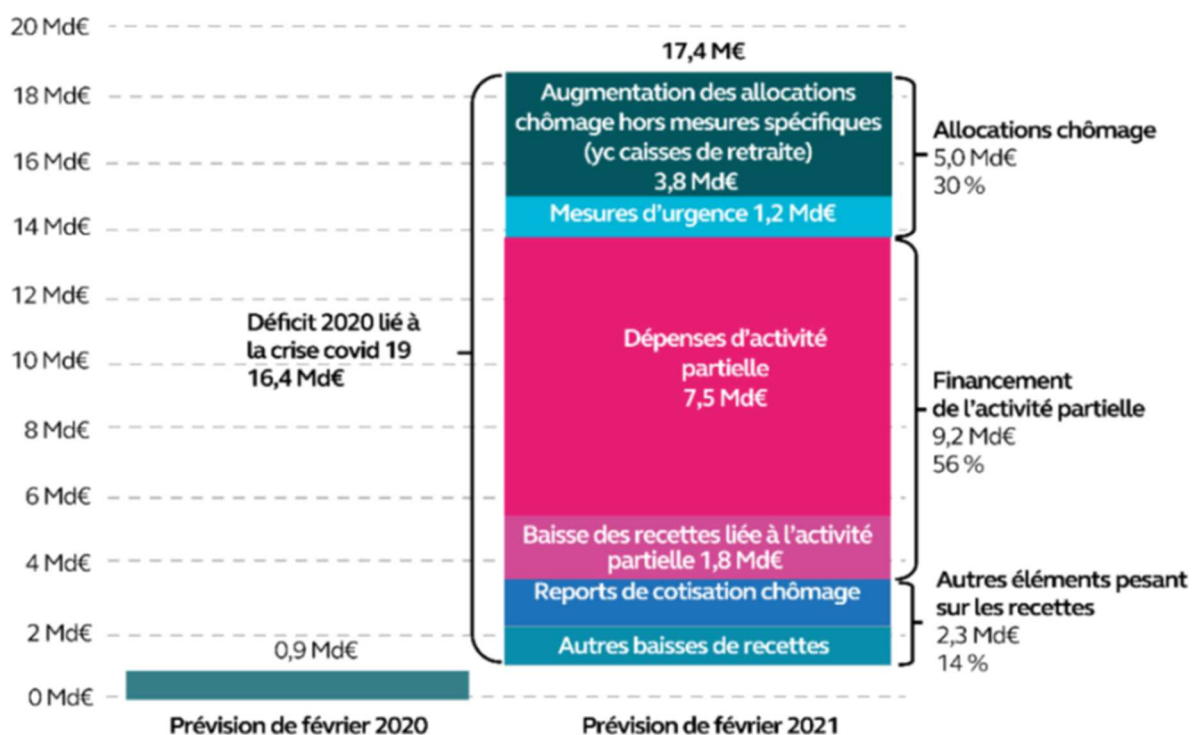 20 Md€
18 Md€
16 Md€
14 Md€
12 Md€
10 Md€
8 Md€
6 Md€
4 Md€
2 Md€
0 Md€
Déficit 2020 lié à
la crise covid 19
16,4 Md€
0,9 Md€
Prévision de février 2020
17,4 M€
Augmentation des allocations
chômage hors mesures spécifiques
(yc caisses de retraite)
3,8 Md€
Mesures d'urgence 1,2 Md€
Dépenses d'activité
partielle
7,5 Md€
Baisse des recettes liée à l'activité
partielle 1,8 Md€
Reports de cotisation chômage
Autres baisses de recettes
Prévision de février 2021
Allocations chômage
5,0 Md€
30 %
Financement
de l'activité partielle
9,2 Md€
56 %
Autres éléments pesant
sur les recettes
2,3 Md€
14 %